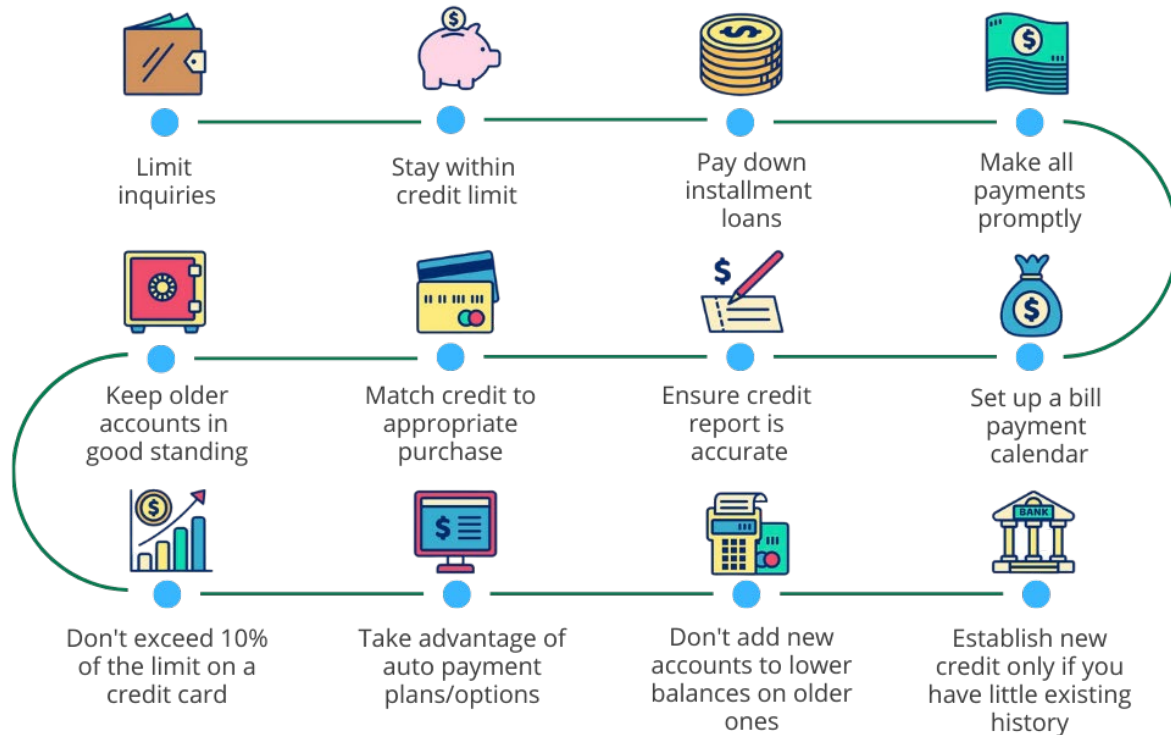 Limit
inquiries
Stay within
credit limit
Pay down
installment
loans
Make all
payments
promptly
Keep older
accounts in
good standing
Match credit to
appropriate
purchase
Ensure credit
report is
accurate
Set up a bill
payment
calendar
Don't exceed 10%
of the limit on a
credit card
Take advantage of
auto payment
plans/options
Don't add new
accounts to lower
balances on older
ones
BANK
Establish new
credit only if you
have little existing
history